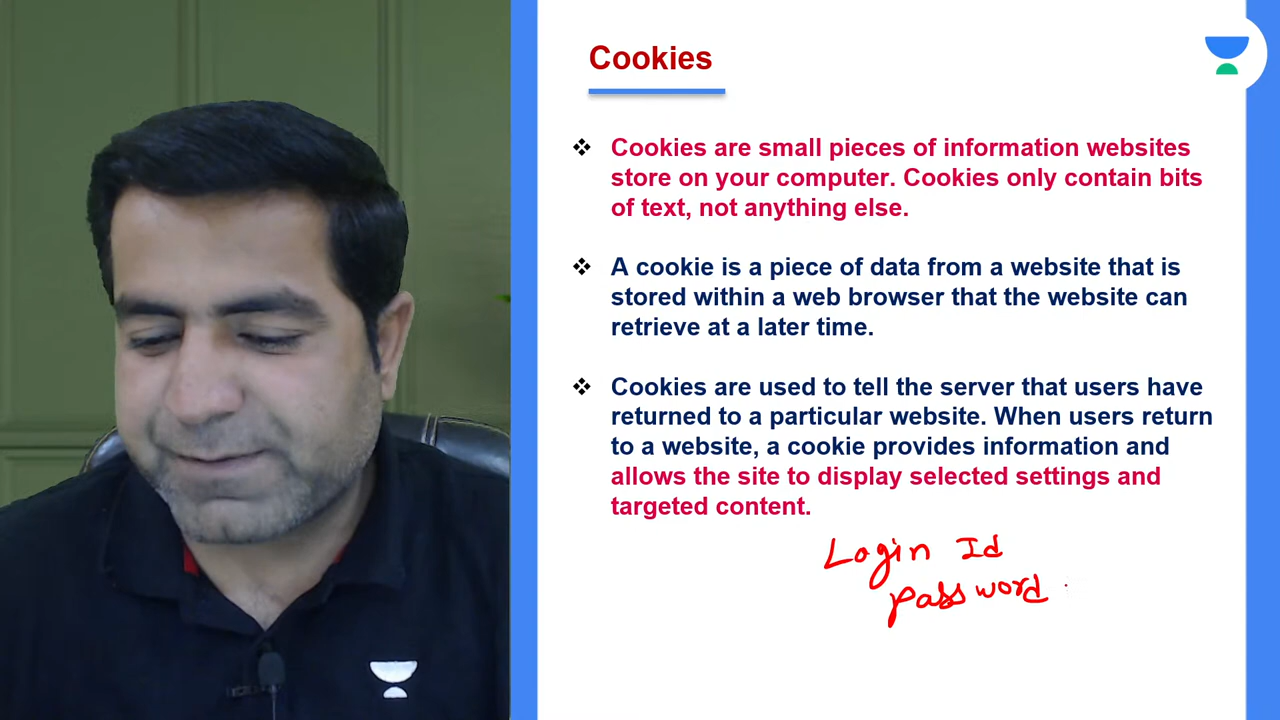 Cookies
❖ Cookies are small pieces of information websites
store on your computer. Cookies only contain bits
of text, not anything else.
❖ A cookie is a piece of data from a website that is
stored within a web browser that the website can
retrieve at a later time.
❖ Cookies are used to tell the server that users have
returned to a particular website. When users return
to a website, a cookie provides information and
allows the site to display selected settings and
targeted content.
Login Id
password